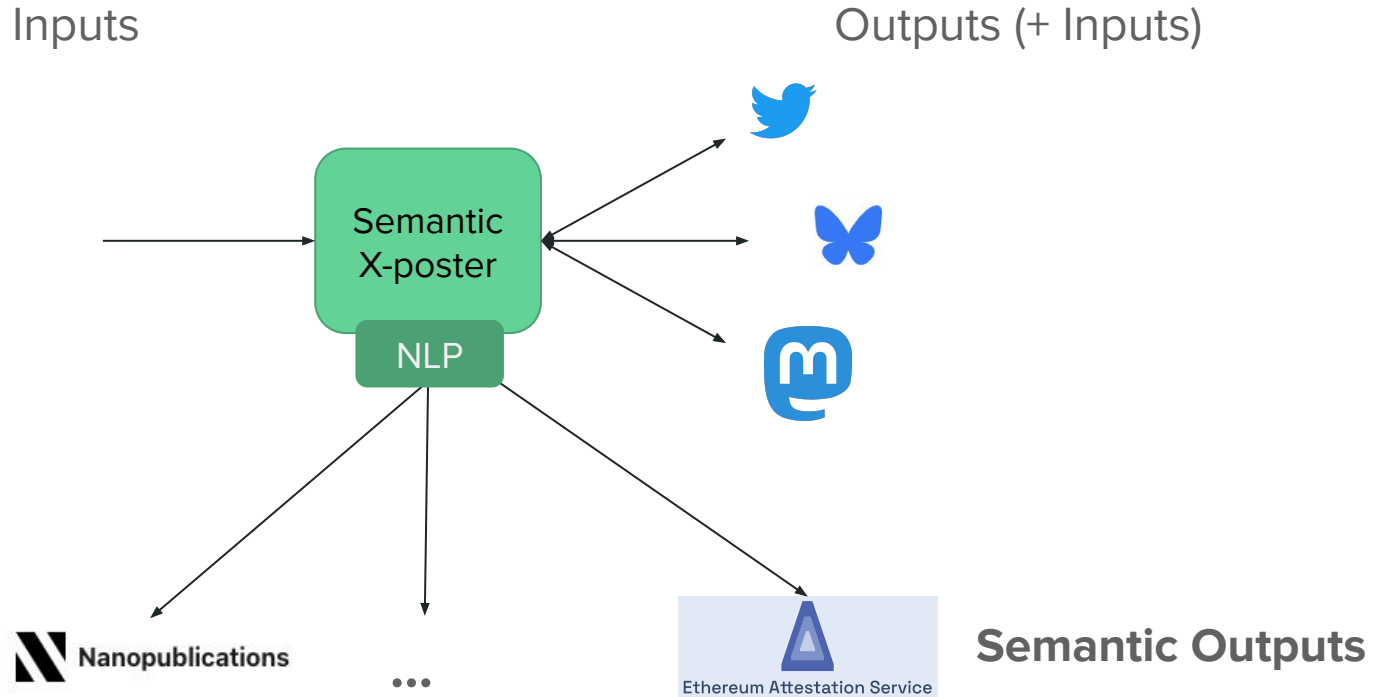 Inputs
Outputs (+ Inputs)
Semantic
X-poster
NLP
Nanopublications
...
Ethereum Attestation Service
Semantic Outputs